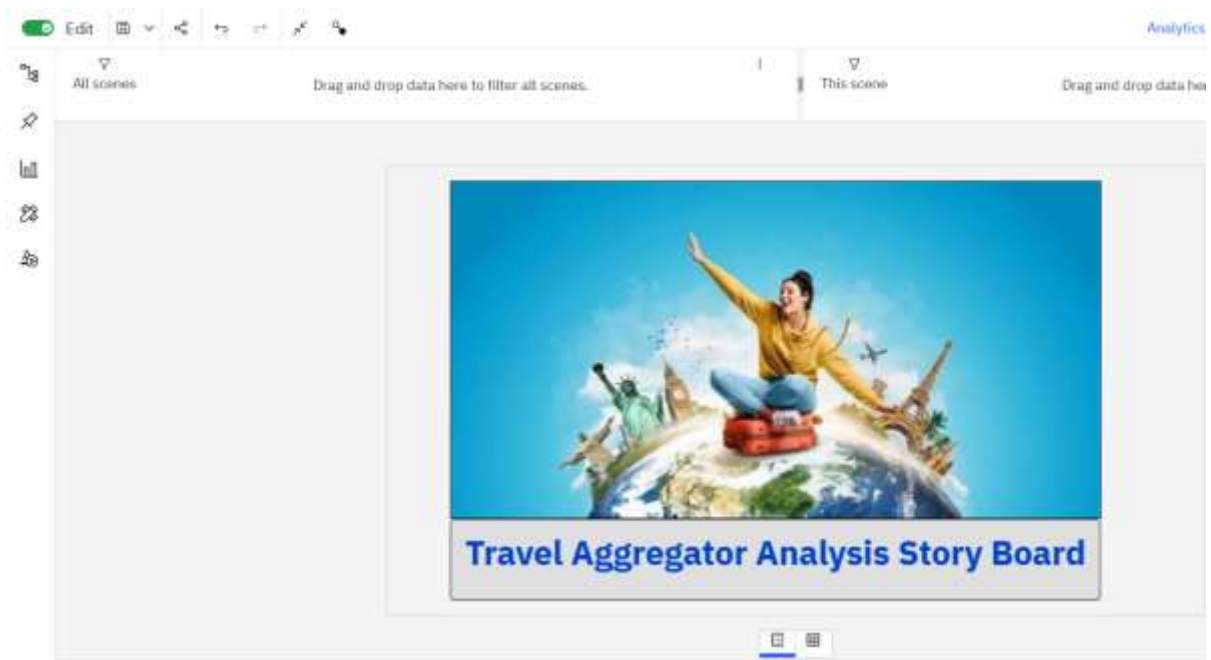 Edit
Analytics
All scenes
Drag and drop data here to filter all scenes.
This scene
Drag and drop data her
Travel Aggregator Analysis Story Board